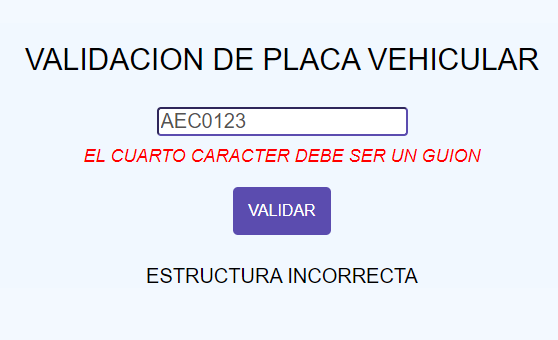 VALIDACION DE PLACA VEHICULAR
AEC0123
EL CUARTO CARACTER DEBE SER UN GUION
VALIDAR
ESTRUCTURA INCORRECTA